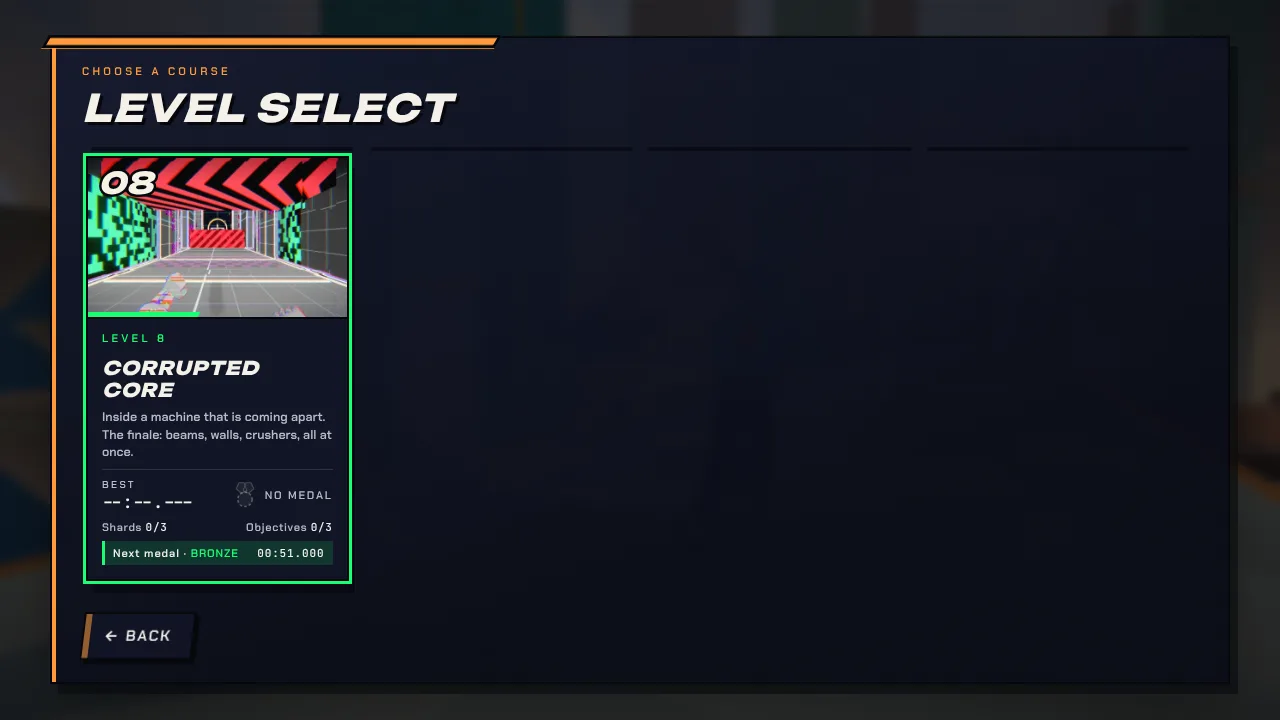 CHOOSE A COURSE
LEVEL SELECT
08
LEVEL 8
CORRUPTED
CORE
Inside a machine that is coming apart.
The finale: beams, walls, crushers, all at
once.
BEST
--:--.---
NO MEDAL
Shards 0/3
Objectives 0/3
Next medal · BRONZE 00:51.000
← BACK